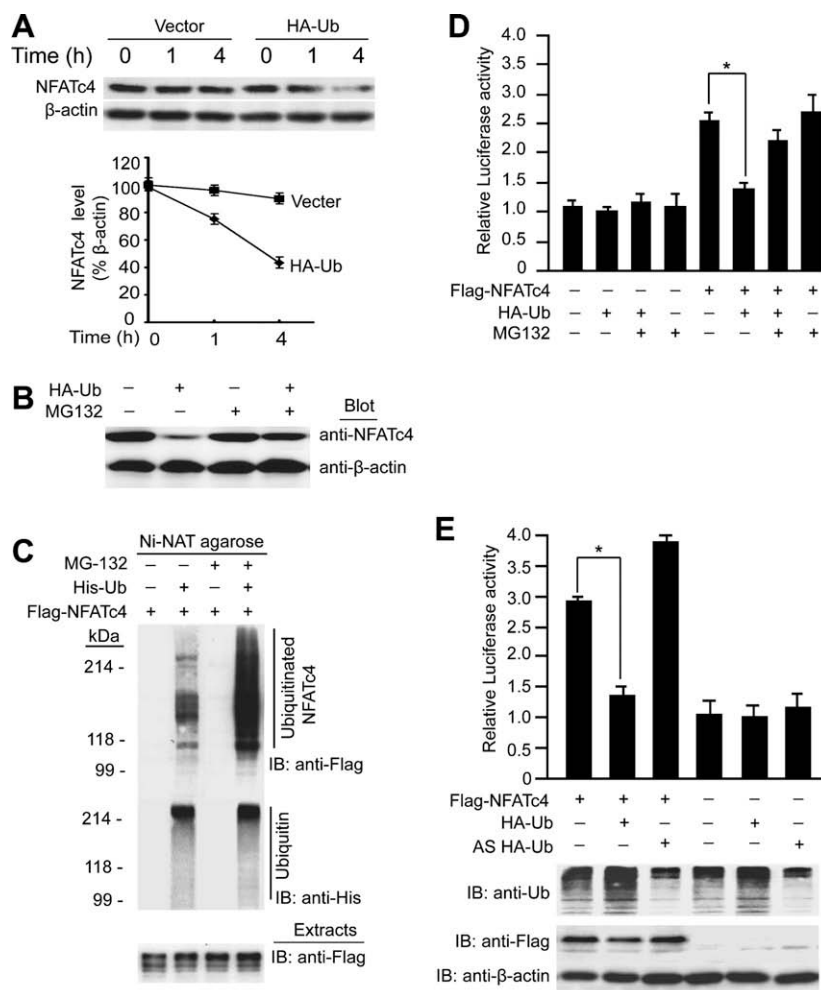 A
Vector HA-Ub
Time (h) 0 1 4 0 1 4
NFATc4
β-actin
120
100
80
60
40
20
0
NFATc4 level
(% β-actin)
Vecter
HA-Ub
Time (h) 0 1 4
B
HA-Ub – + – +
MG132 – – + +
Blot
anti-NFATc4
anti-β-actin
C
Ni-NAT agarose
MG-132 – – + +
His-Ub – + – +
Flag-NFATc4 + + + +
kDa
214 -
118 -
99 -
Ubiquitinated
NFATc4
IB: anti-Flag
214 -
118 -
99 -
Ubiquitin
IB: anti-His
Extracts
IB: anti-Flag
D
Relative Luciferase activity
4.0
3.5
3.0
2.5
2.0
1.5
1.0
0.5
0
*
Flag-NFATc4 – – – – + + + +
HA-Ub – + + – – + + –
MG132 – – + + – – + +
E
Relative Luciferase activity
4.0
3.5
3.0
2.5
2.0
1.5
1.0
0.5
0
*
Flag-NFATc4 + + + – – –
HA-Ub – + – – + –
AS HA-Ub – – + – – +
IB: anti-Ub
IB: anti-Flag
IB: anti-β-actin